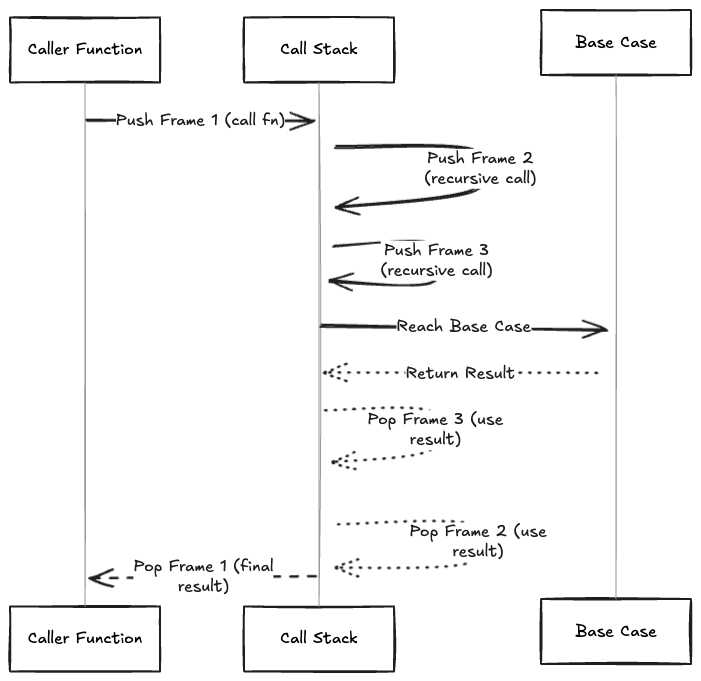 Caller Function
Call Stack
Base Case
Push Frame 1 (call fn)
Push Frame 2
(recursive call)
Push Frame 3
(recursive call)
Reach Base Case
Return Result
Pop Frame 3 (use
result)
Pop Frame 2 (use
result)
Pop Frame 1 (final
result)
Caller Function
Call Stack
Base Case